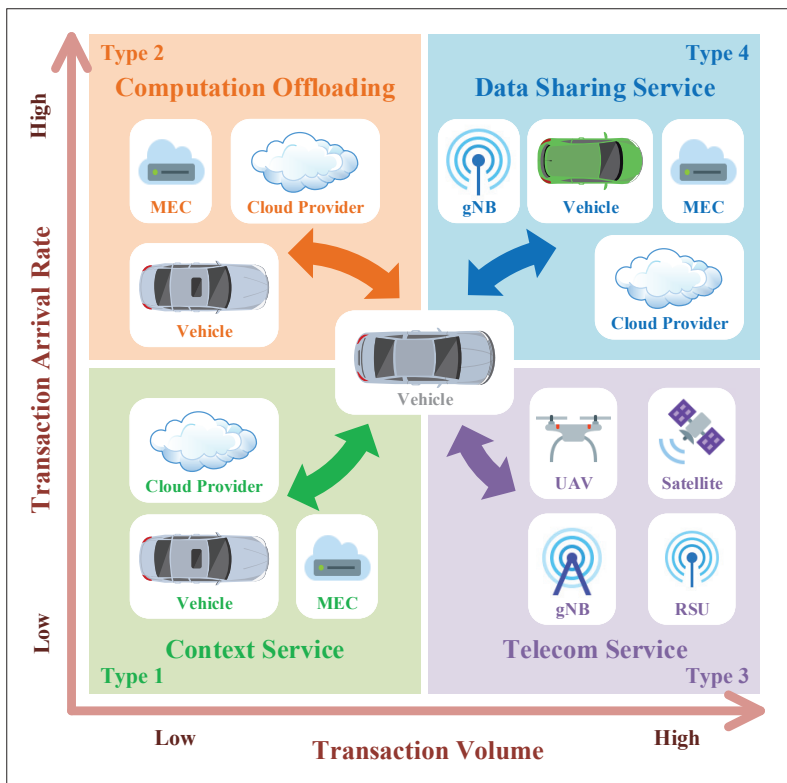 Type 2
Computation Offloading
MEC
Cloud Provider
Vehicle
Type 4
Data Sharing Service
gNB
Vehicle
MEC
Cloud Provider
Vehicle
Cloud Provider
Vehicle
MEC
Context Service
Type 1
UAV
Satellite
gNB
RSU
Telecom Service
Type 3
High
Transaction Arrival Rate
Low
Low
Transaction Volume
High